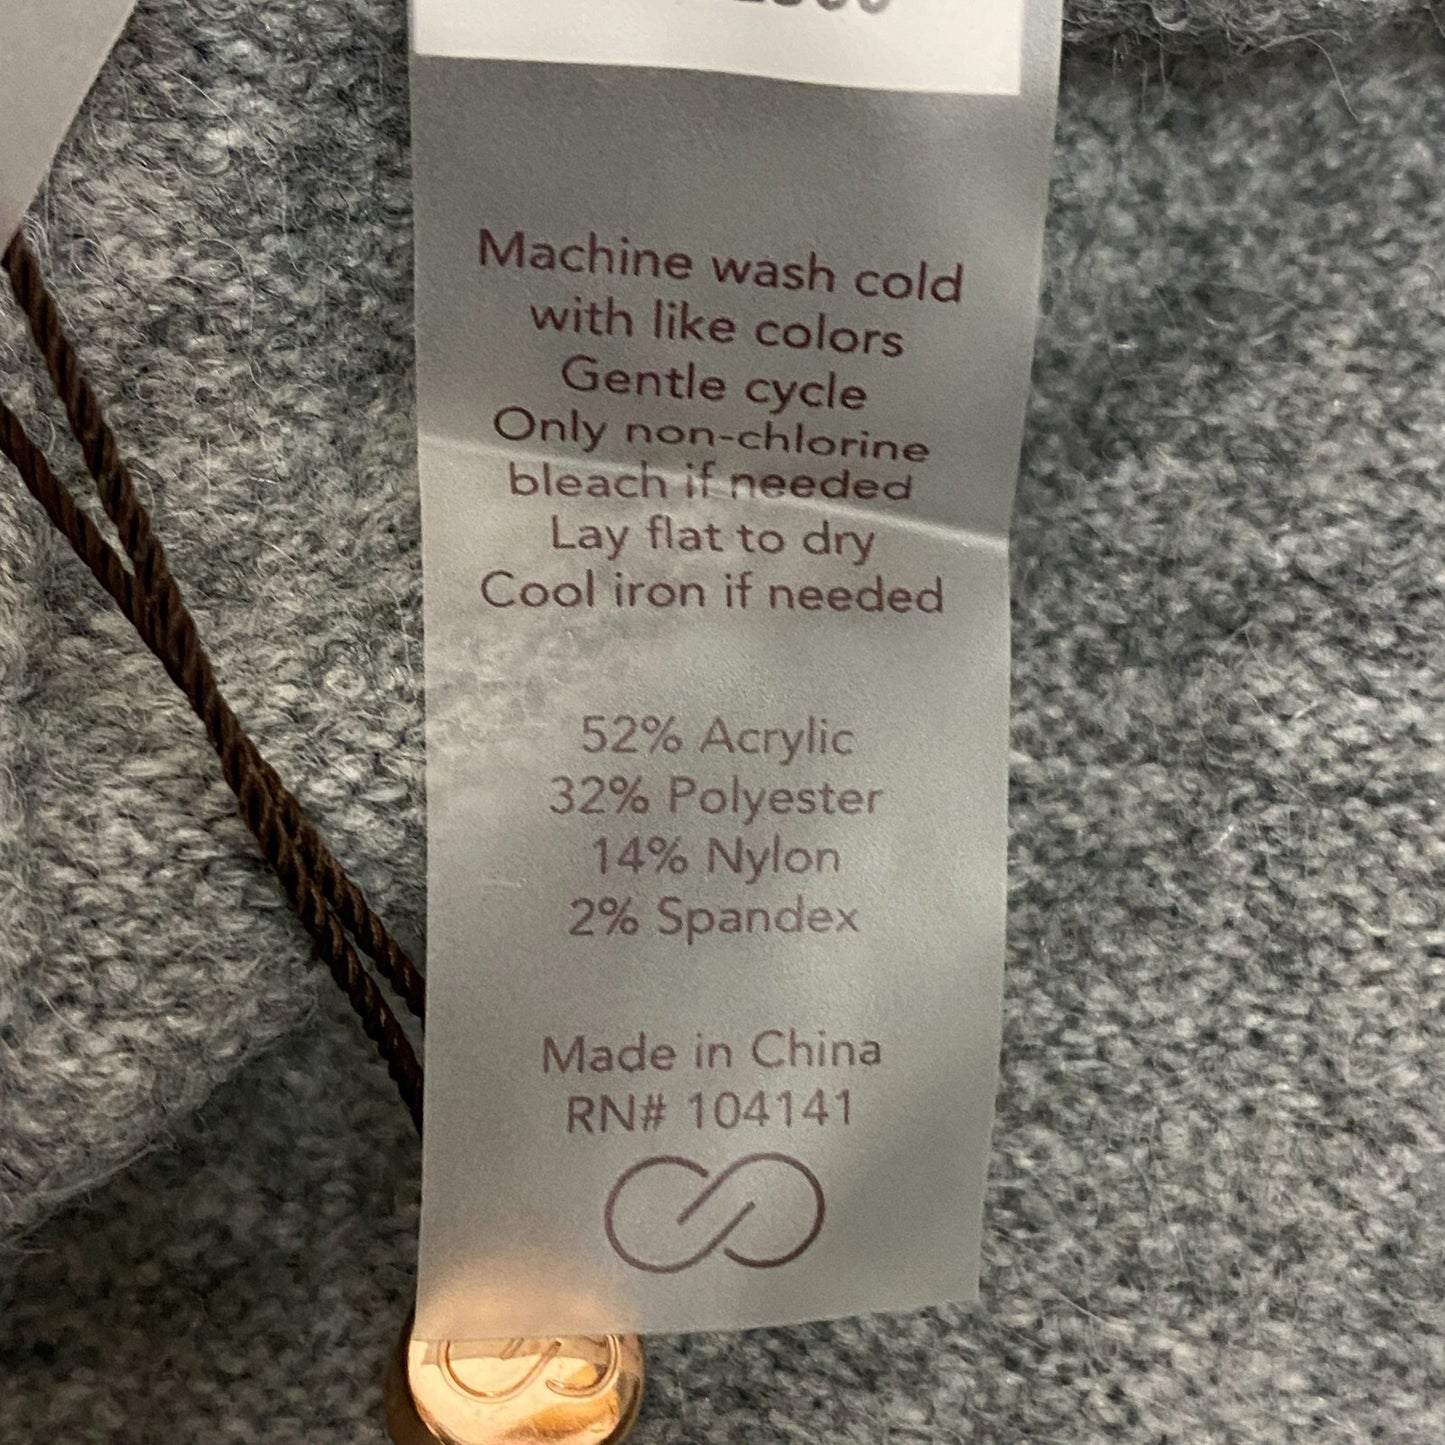 Machine wash cold
with like colors
Gentle cycle
Only non-chlorine
bleach if needed
Lay flat to dry
Cool iron if needed
52% Acrylic
32% Polyester
14% Nylon
2% Spandex
Made in China
RN# 104141